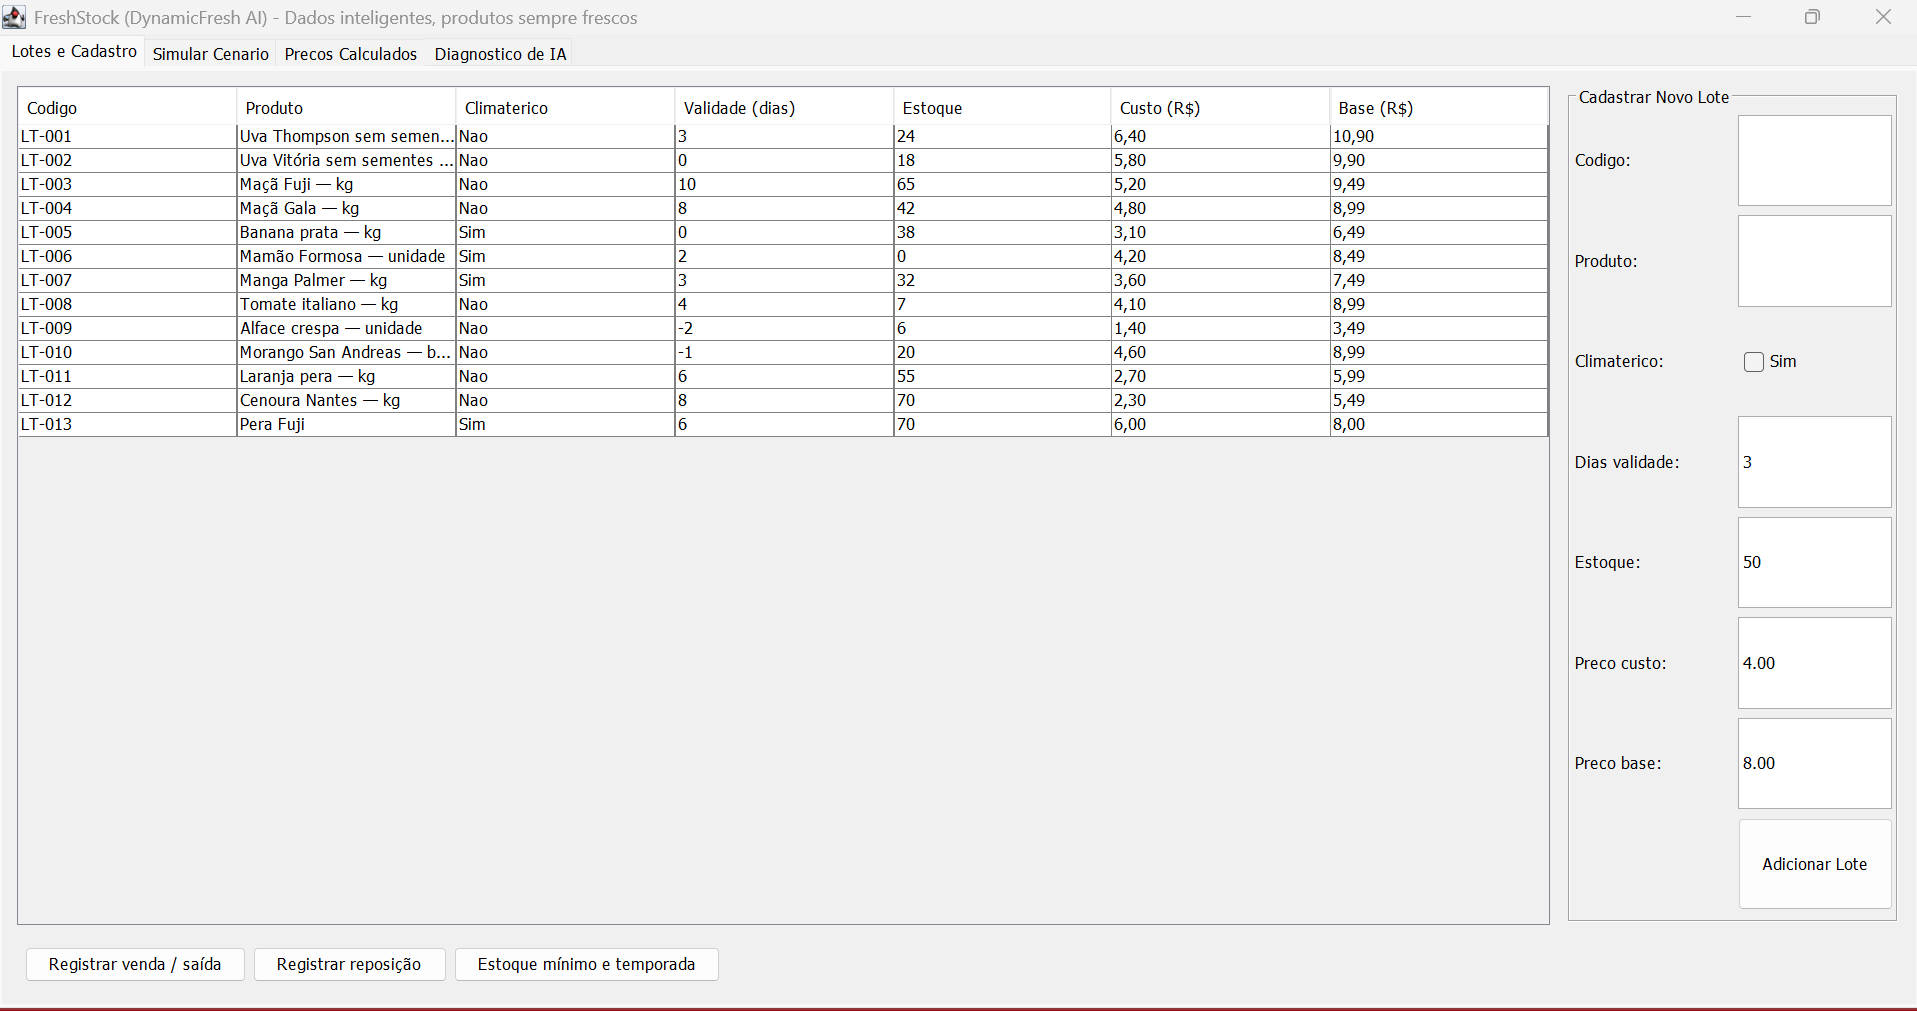 FreshStock (DynamicFresh AI) - Dados inteligentes, produtos sempre frescos
Lotes e Cadastro Simular Cenario Precos Calculados Diagnostico de IA
Codigo Produto Climaterico Validade (dias) Estoque Custo (R$) Base (R$)
LT-001 Uva Thompson sem semen... Nao 3 24 6,40 10,90
LT-002 Uva Vitória sem sementes ... Nao 0 18 5,80 9,90
LT-003 Maçã Fuji — kg Nao 10 65 5,20 9,49
LT-004 Maçã Gala — kg Nao 8 42 4,80 8,99
LT-005 Banana prata — kg Sim 0 38 3,10 6,49
LT-006 Mamão Formosa — unidade Sim 2 0 4,20 8,49
LT-007 Manga Palmer — kg Sim 3 32 3,60 7,49
LT-008 Tomate italiano — kg Nao 4 7 4,10 8,99
LT-009 Alface crespa — unidade Nao -2 6 1,40 3,49
LT-010 Morango San Andreas — b... Nao -1 20 4,60 8,99
LT-011 Laranja pera — kg Nao 6 55 2,70 5,99
LT-012 Cenoura Nantes — kg Nao 8 70 2,30 5,49
LT-013 Pera Fuji Sim 6 70 6,00 8,00
Cadastrar Novo Lote
Codigo:
Produto:
Climaterico: Sim
Dias validade: 3
Estoque: 50
Preco custo: 4.00
Preco base: 8.00
Adicionar Lote
Registrar venda / saída Registrar reposição Estoque mínimo e temporada